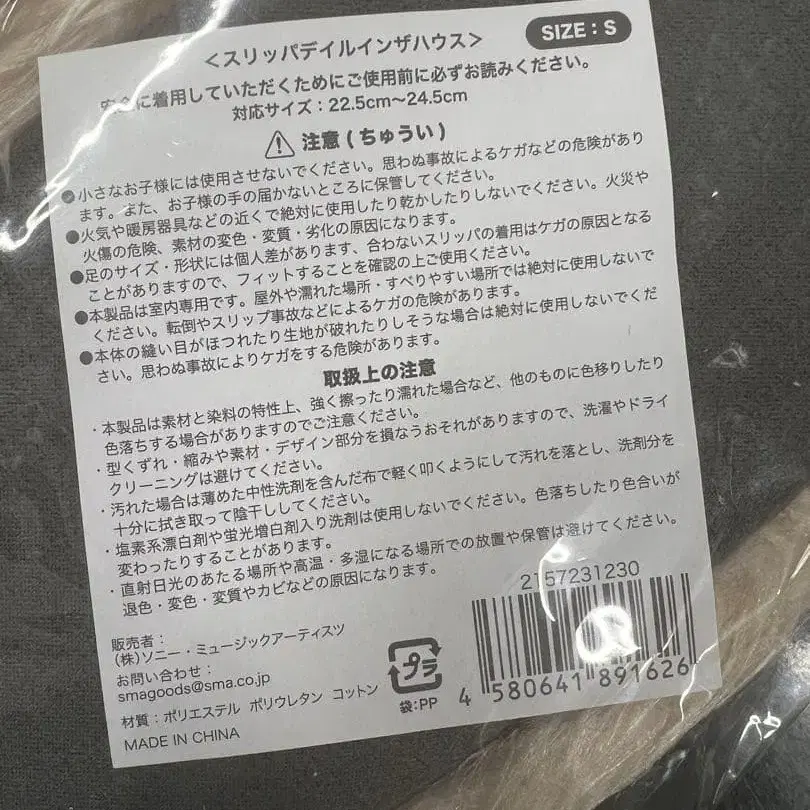 SIZE：S
＜スリッパデイルインザハウス＞
安全に着用していただくためにご使用前に必ずお読みください。
対応サイズ：22.5cm〜24.5cm
注意(ちゅうい)
●小さなお子様には使用させないでください。思わぬ事故によるケガなどの危険があり
ます。また、お子様の手の届かないところに保管してください。
●火気や暖房器具などの近くで絶対に使用したり乾かしたりしないでください。火災や
火傷の危険、素材の変色・変質・劣化の原因になります。
●足のサイズ・形状には個人差があります、合わないスリッパの着用はケガの原因となる
ことがありますので、フィットすることを確認の上ご使用ください。
●本製品は室内専用です。屋外や濡れた場所・すべりやすい場所では絶対に使用しないで
ください。転倒やスリップ事故などによるケガの危険があります。
●本体の縫い目がほつれたり生地が破れたりしそうな場合は絶対に使用しないでくだ
さい。思わぬ事故によりケガをする危険があります。
取扱上の注意
・本製品は素材と染料の特性上、強く擦ったり濡れた場合など、他のものに色移りしたり
色落ちする場合がありますのでご注意ください。
・型くずれ・縮みや素材・デザイン部分を損なうおそれがありますので、洗濯やドライ
クリーニングは避けてください。
・汚れた場合は薄めた中性洗剤を含んだ布で軽く叩くようにして汚れを落とし、洗剤分を
十分に拭き取って陰干ししてください。
・塩素系漂白剤や蛍光増白剤入り洗剤は使用しないでください。色落ちしたり色合いが
変わったりすることがあります。
・直射日光のあたる場所や高温・多湿になる場所での放置や保管は避けてください。
退色・変色・変質やカビなどの原因になります。
販売者：
(株)ソニー・ミュージックアーティスツ
お問い合わせ：
smagoods@sma.co.jp
材質：ポリエステル ポリウレタン コットン
MADE IN CHINA
プラ
袋:PP
2157231230
4 580641 891626